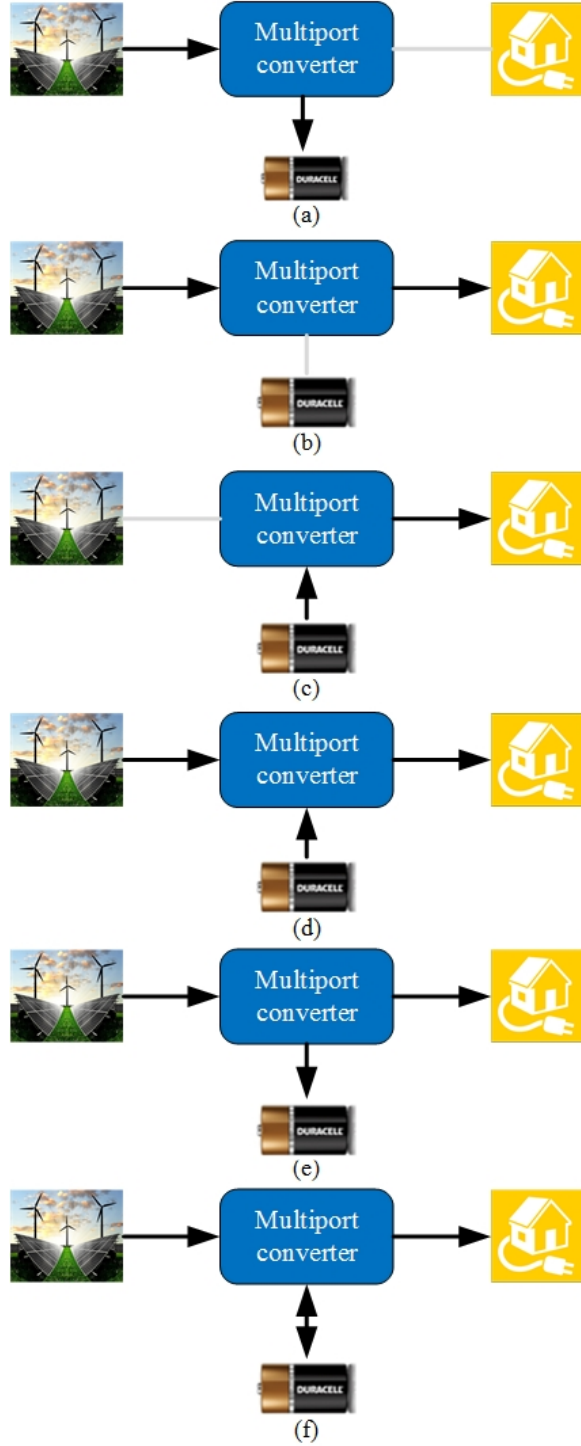 Multiport
converter
DURACELL
(a)
Multiport
converter
DURACELL
(b)
Multiport
converter
DURACELL
(c)
Multiport
converter
DURACELL
(d)
Multiport
converter
DURACELL
(e)
Multiport
converter
DURACELL
(f)